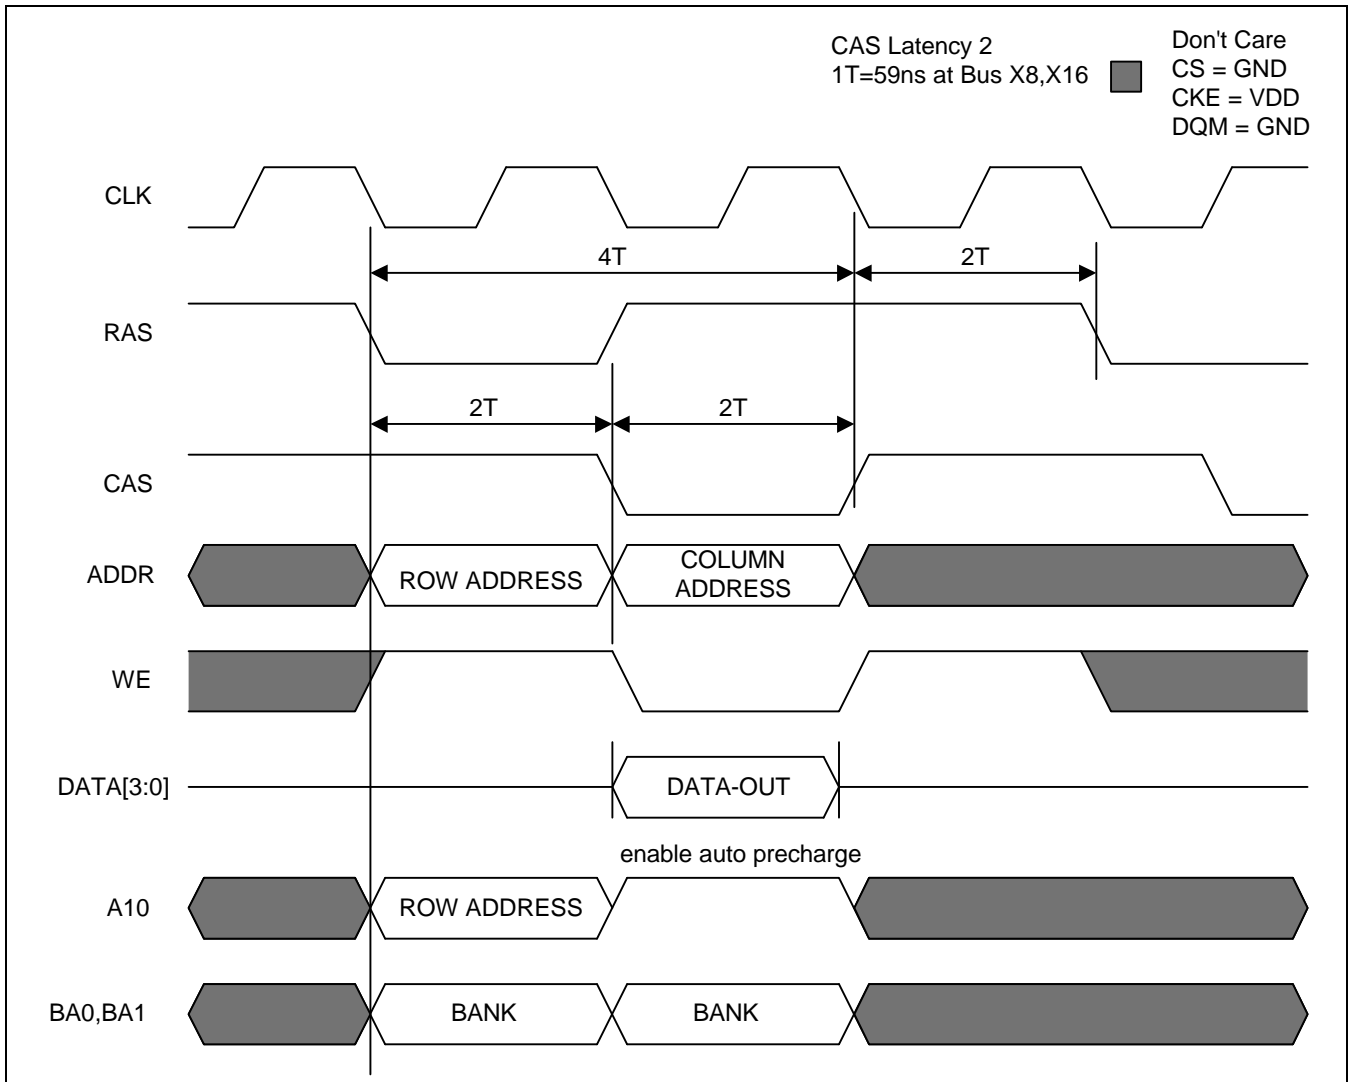 CAS Latency 2
1T=59ns at Bus X8,X16
Don't Care
CS = GND
CKE = VDD
DQM = GND
CLK
4T
2T
RAS
2T
2T
CAS
ADDR
ROW ADDRESS
COLUMN
ADDRESS
WE
DATA[3:0]
DATA-OUT
enable auto precharge
A10
ROW ADDRESS
BA0,BA1
BANK
BANK